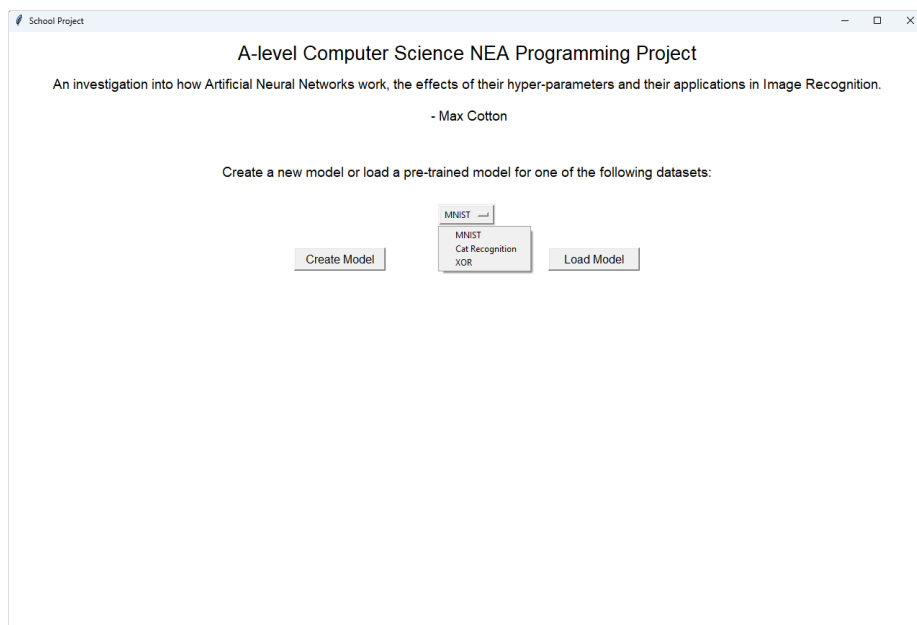 School Project
A-level Computer Science NEA Programming Project
An investigation into how Artificial Neural Networks work, the effects of their hyper-parameters and their applications in Image Recognition.
- Max Cotton
Create a new model or load a pre-trained model for one of the following datasets:
MNIST
MNIST
Cat Recognition
XOR
Create Model
Load Model